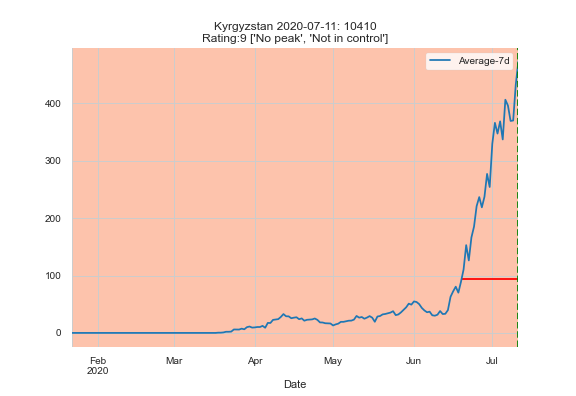 Kyrgyzstan 2020-07-11: 10410
Rating:9 ['No peak', 'Not in control']
Average-7d
400
300
200
100
0
Feb Mar Apr May Jun Jul
2020
Date